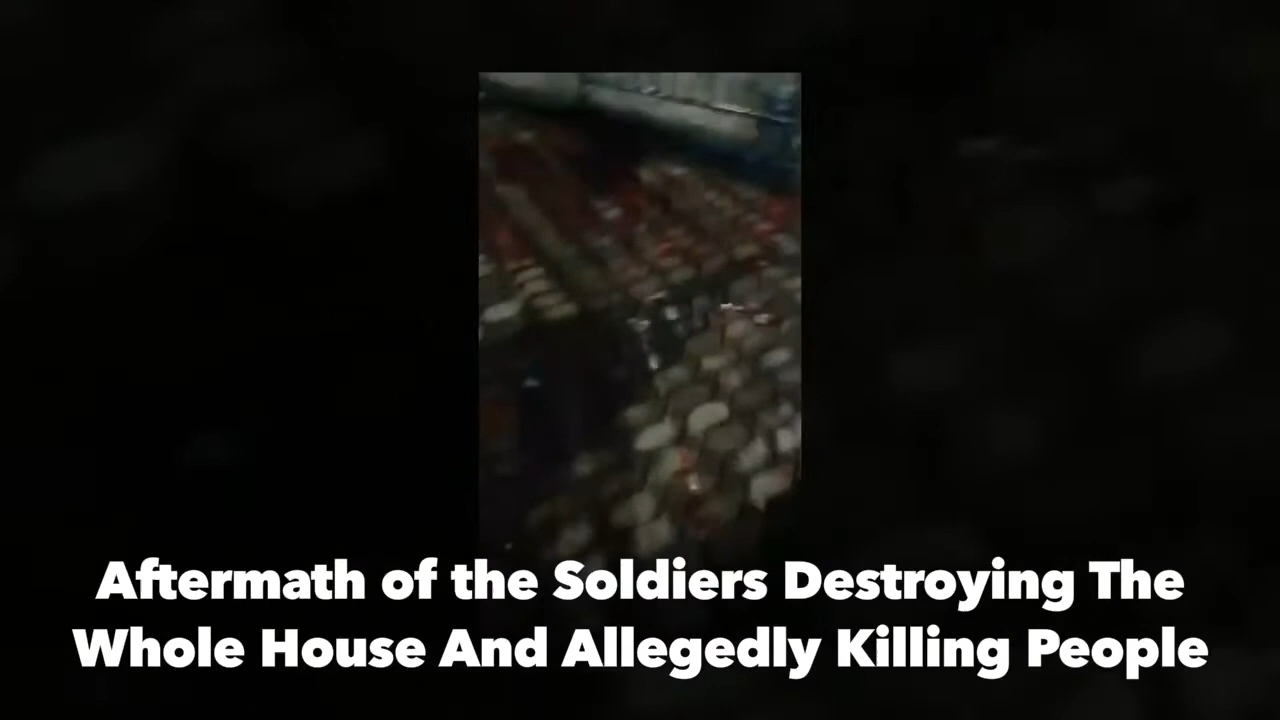 Aftermath of the Soldiers Destroying The
Whole House And Allegedly Killing People